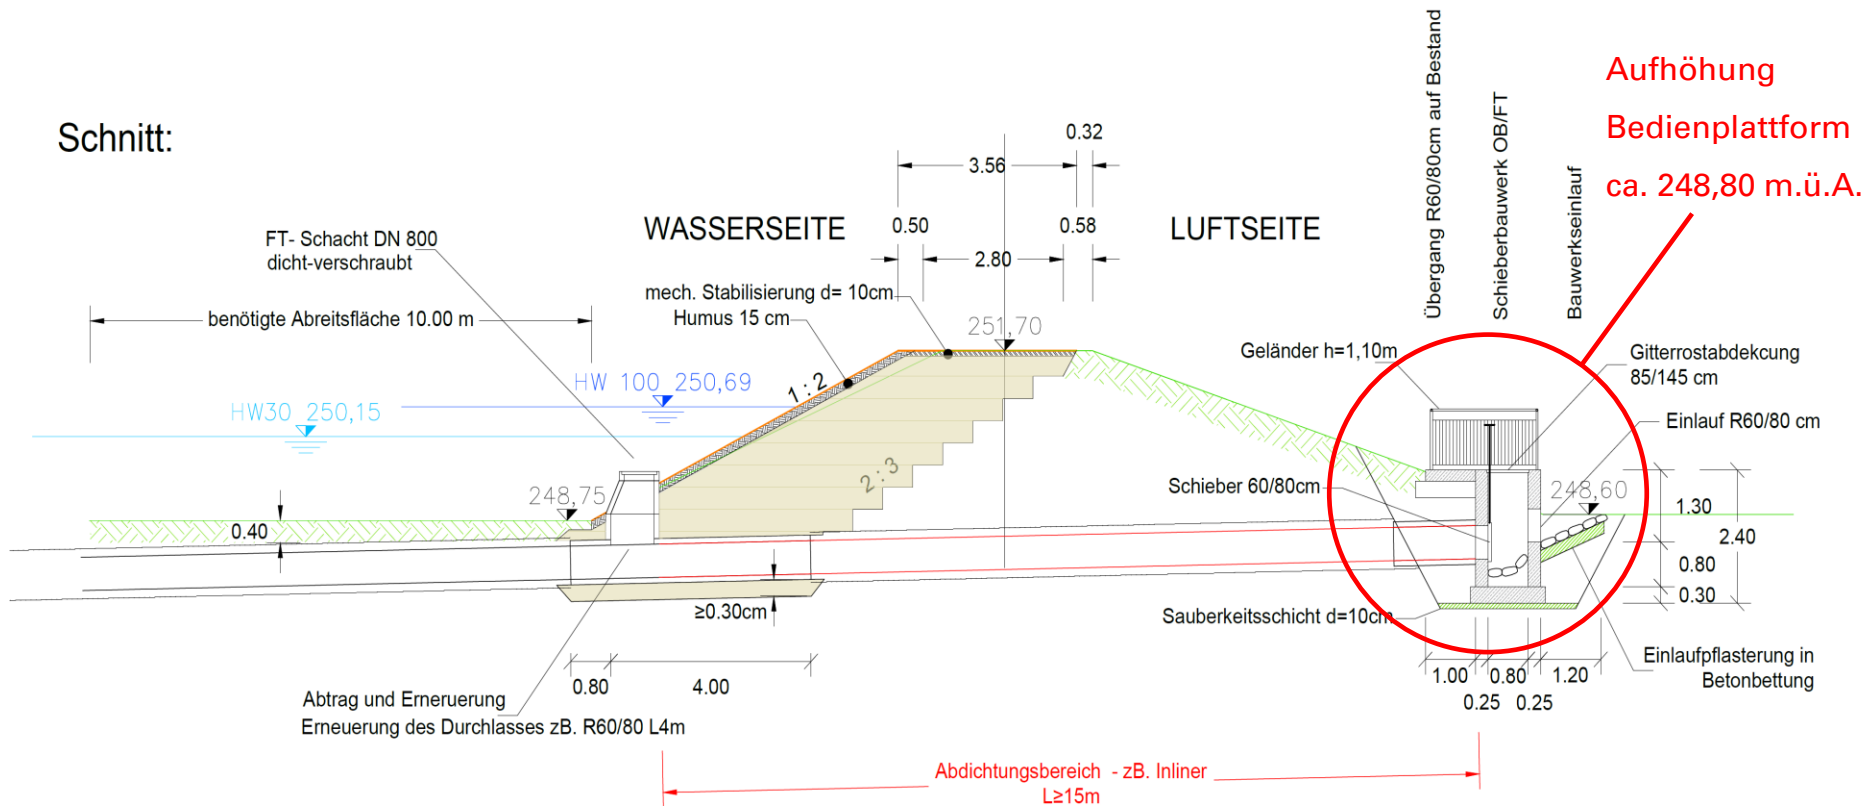 Schnitt:
Übergang R60/80cm auf Bestand
Schieberbauwerk OB/FT
Bauwerkseinlauf
Aufhöhung
Bedienplattform
ca. 248,80 m.ü.A.
0.32
3.56
WASSERSEITE
0.50
0.58
LUFTSEITE
2.80
FT- Schacht DN 800
dicht-verschraubt
mech. Stabilisierung d= 10cm
Humus 15 cm
benötigte Abreitsfläche 10.00 m
251,70
Geländer h=1,10m
Gitterrostabdekcung
85/145 cm
HW 100 250,69
1 : 2
HW30 250,15
Einlauf R60/80 cm
2 : 3
Schieber 60/80cm
248,75
248,60
1.30
0.40
2.40
0.80
0.30
≥0.30cm
Sauberkeitsschicht d=10cm
0.80
4.00
1.00
0.80
1.20
0.25
0.25
Einlaufpflasterung in
Betonbettung
Abtrag und Erneruerung
Erneuerung des Durchlasses zB. R60/80 L4m
Abdichtungsbereich - zB. Inliner
L≥15m